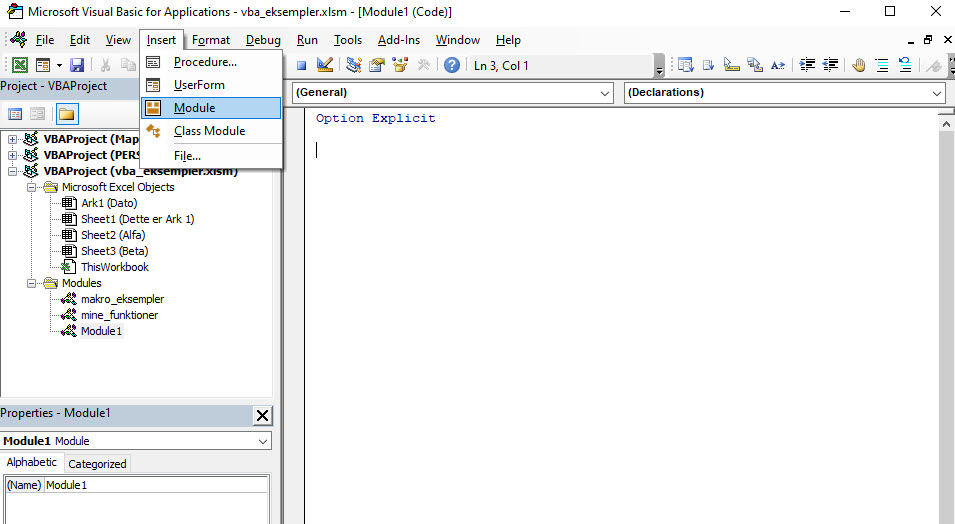 Microsoft Visual Basic for Applications - vba_eksempler.xlsm - [Module1 (Code)]
File Edit View Insert Format Debug Run Tools Add-Ins Window Help
Procedure...
UserForm
Module
Class Module
File...
Ln 3, Col 1
Project - VBAProject
(General)
(Declarations)
Option Explicit
VBAProject (Map
VBAProject (PERS
VBAProject (vba_eksempler.xlsm)
Microsoft Excel Objects
Ark1 (Dato)
Sheet1 (Dette er Ark 1)
Sheet2 (Alfa)
Sheet3 (Beta)
ThisWorkbook
Modules
makro_eksempler
mine_funktioner
Module1
Properties - Module1
Module1 Module
Alphabetic Categorized
(Name) Module1